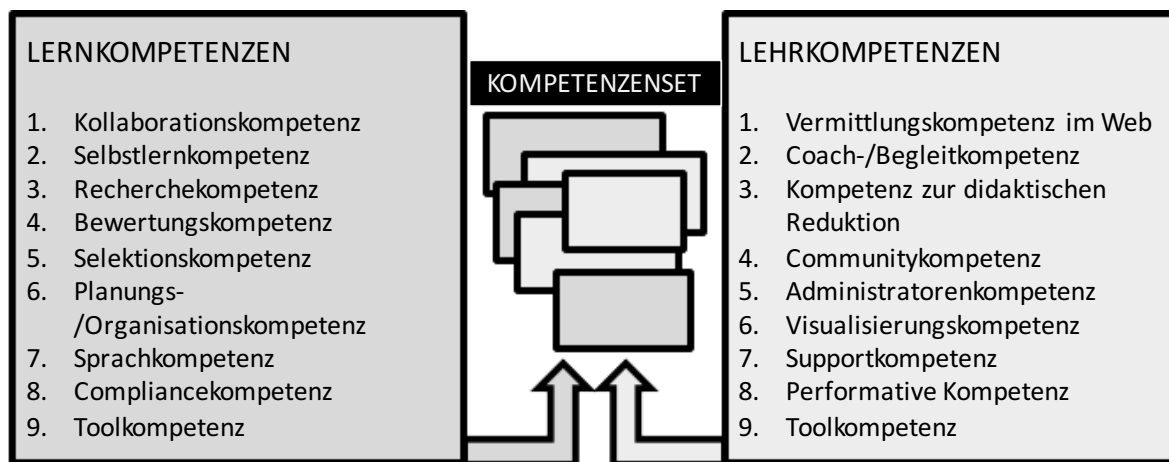 LERNKOMPETENZEN
1. Kollaborationskompetenz
2. Selbstlernkompetenz
3. Recherchekompetenz
4. Bewertungskompetenz
5. Selektionskompetenz
6. Planungs-
/Organisationskompetenz
7. Sprachkompetenz
8. Compliancekompetenz
9. Toolkompetenz
KOMPETENZENSET
LEHRKOMPETENZEN
1. Vermittlungskompetenz im Web
2. Coach-/Begleitkompetenz
3. Kompetenz zur didaktischen
Reduktion
4. Communitykompetenz
5. Administratorenkompetenz
6. Visualisierungskompetenz
7. Supportkompetenz
8. Performative Kompetenz
9. Toolkompetenz